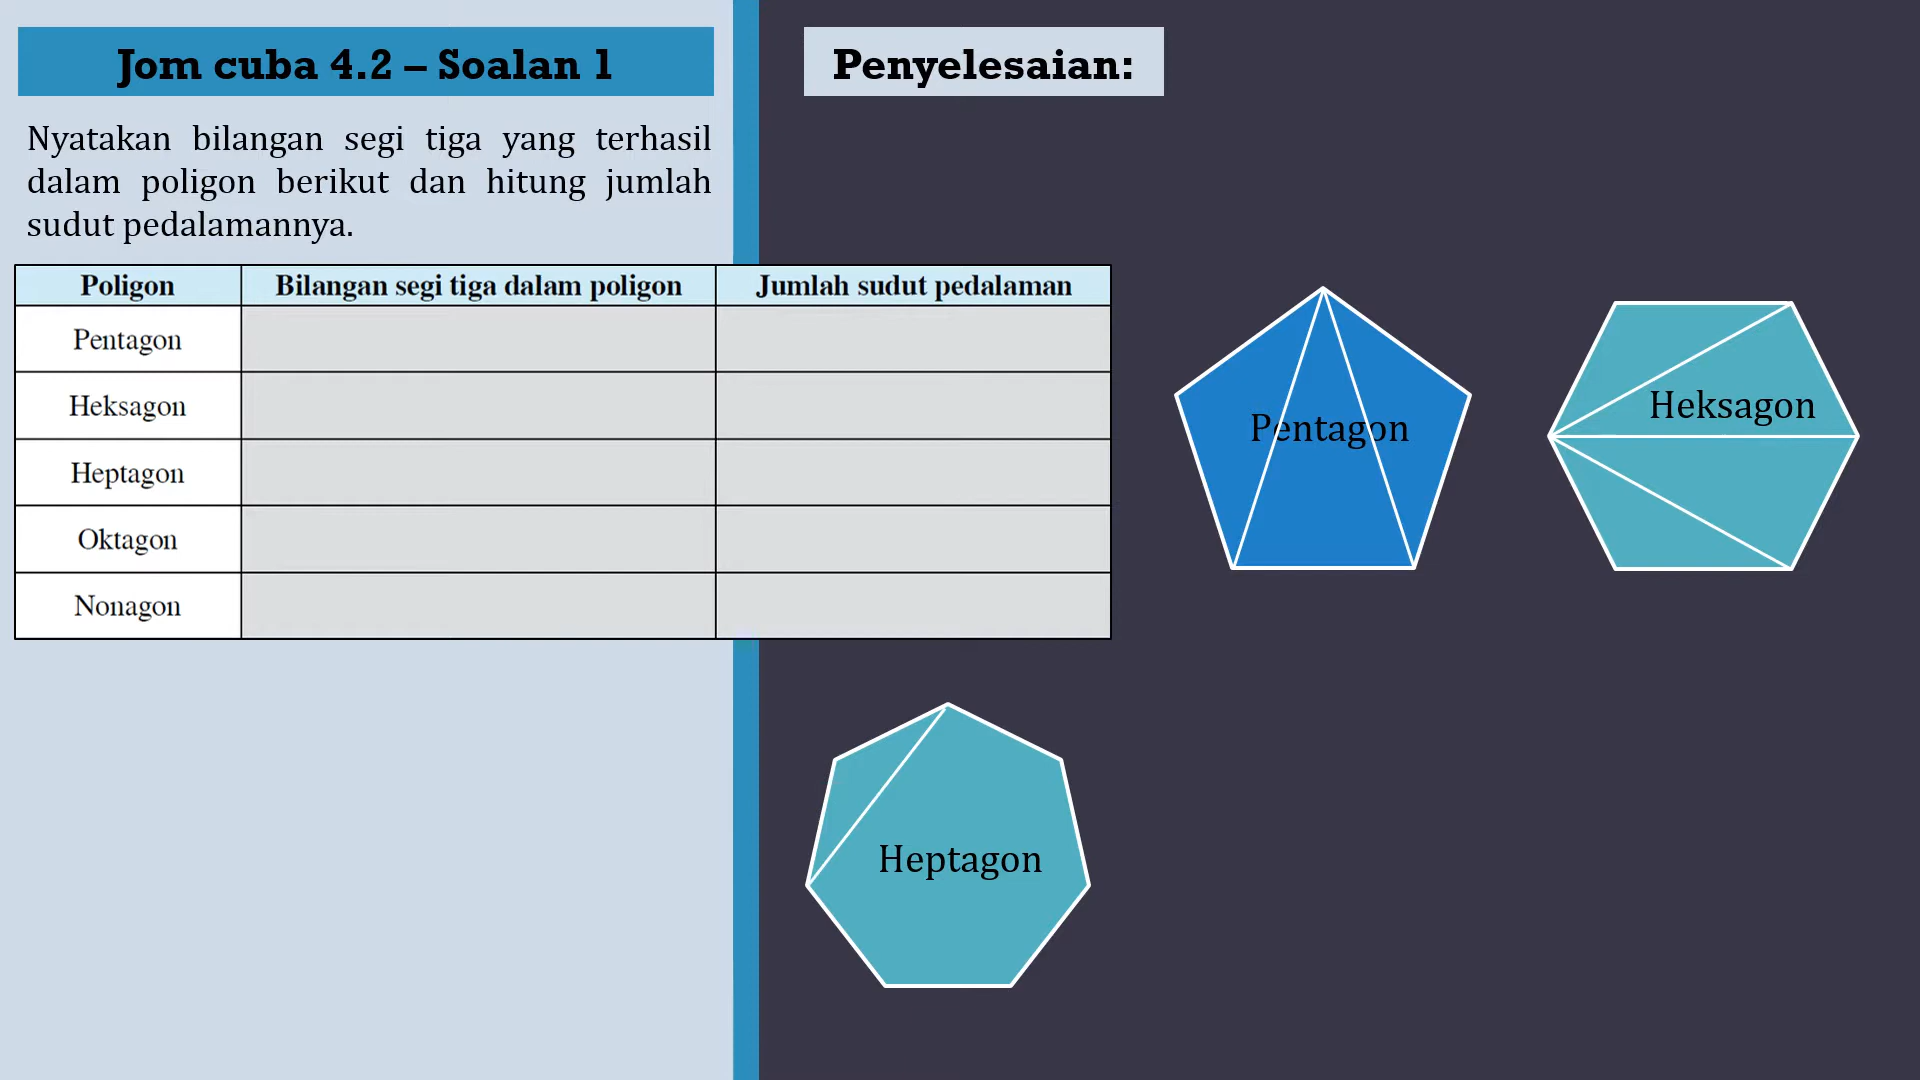 Jom cuba 4.2 – Soalan 1
Nyatakan bilangan segi tiga yang terhasil
dalam poligon berikut dan hitung jumlah
sudut pedalamannya.
Poligon Bilangan segi tiga dalam poligon Jumlah sudut pedalaman
Pentagon
Heksagon
Heptagon
Oktagon
Nonagon
Penyelesaian:
Pentagon
Heksagon
Heptagon